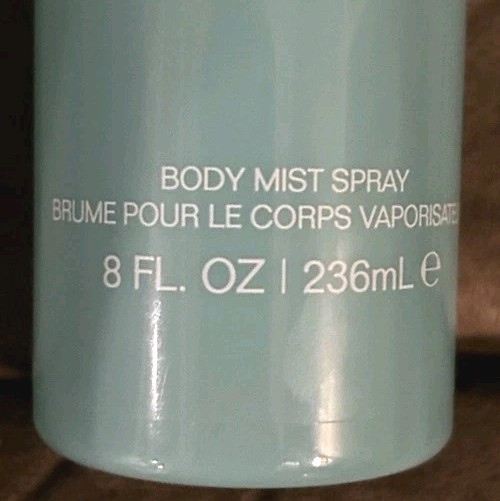 BODY MIST SPRAY
BRUME POUR LE CORPS
8 FL. OZ | 236mL ℮